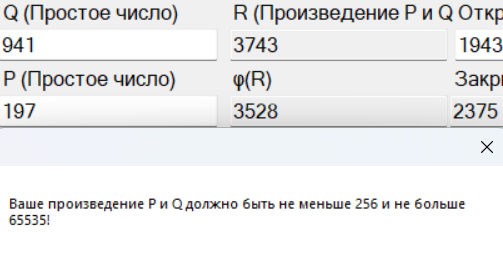 Q (Простое число) R (Произведение P и Q Откр
941 3743 1943
P (Простое число) φ(R) Закр
197 3528 2375
Ваше произведение P и Q должно быть не меньше 256 и не больше
65535!